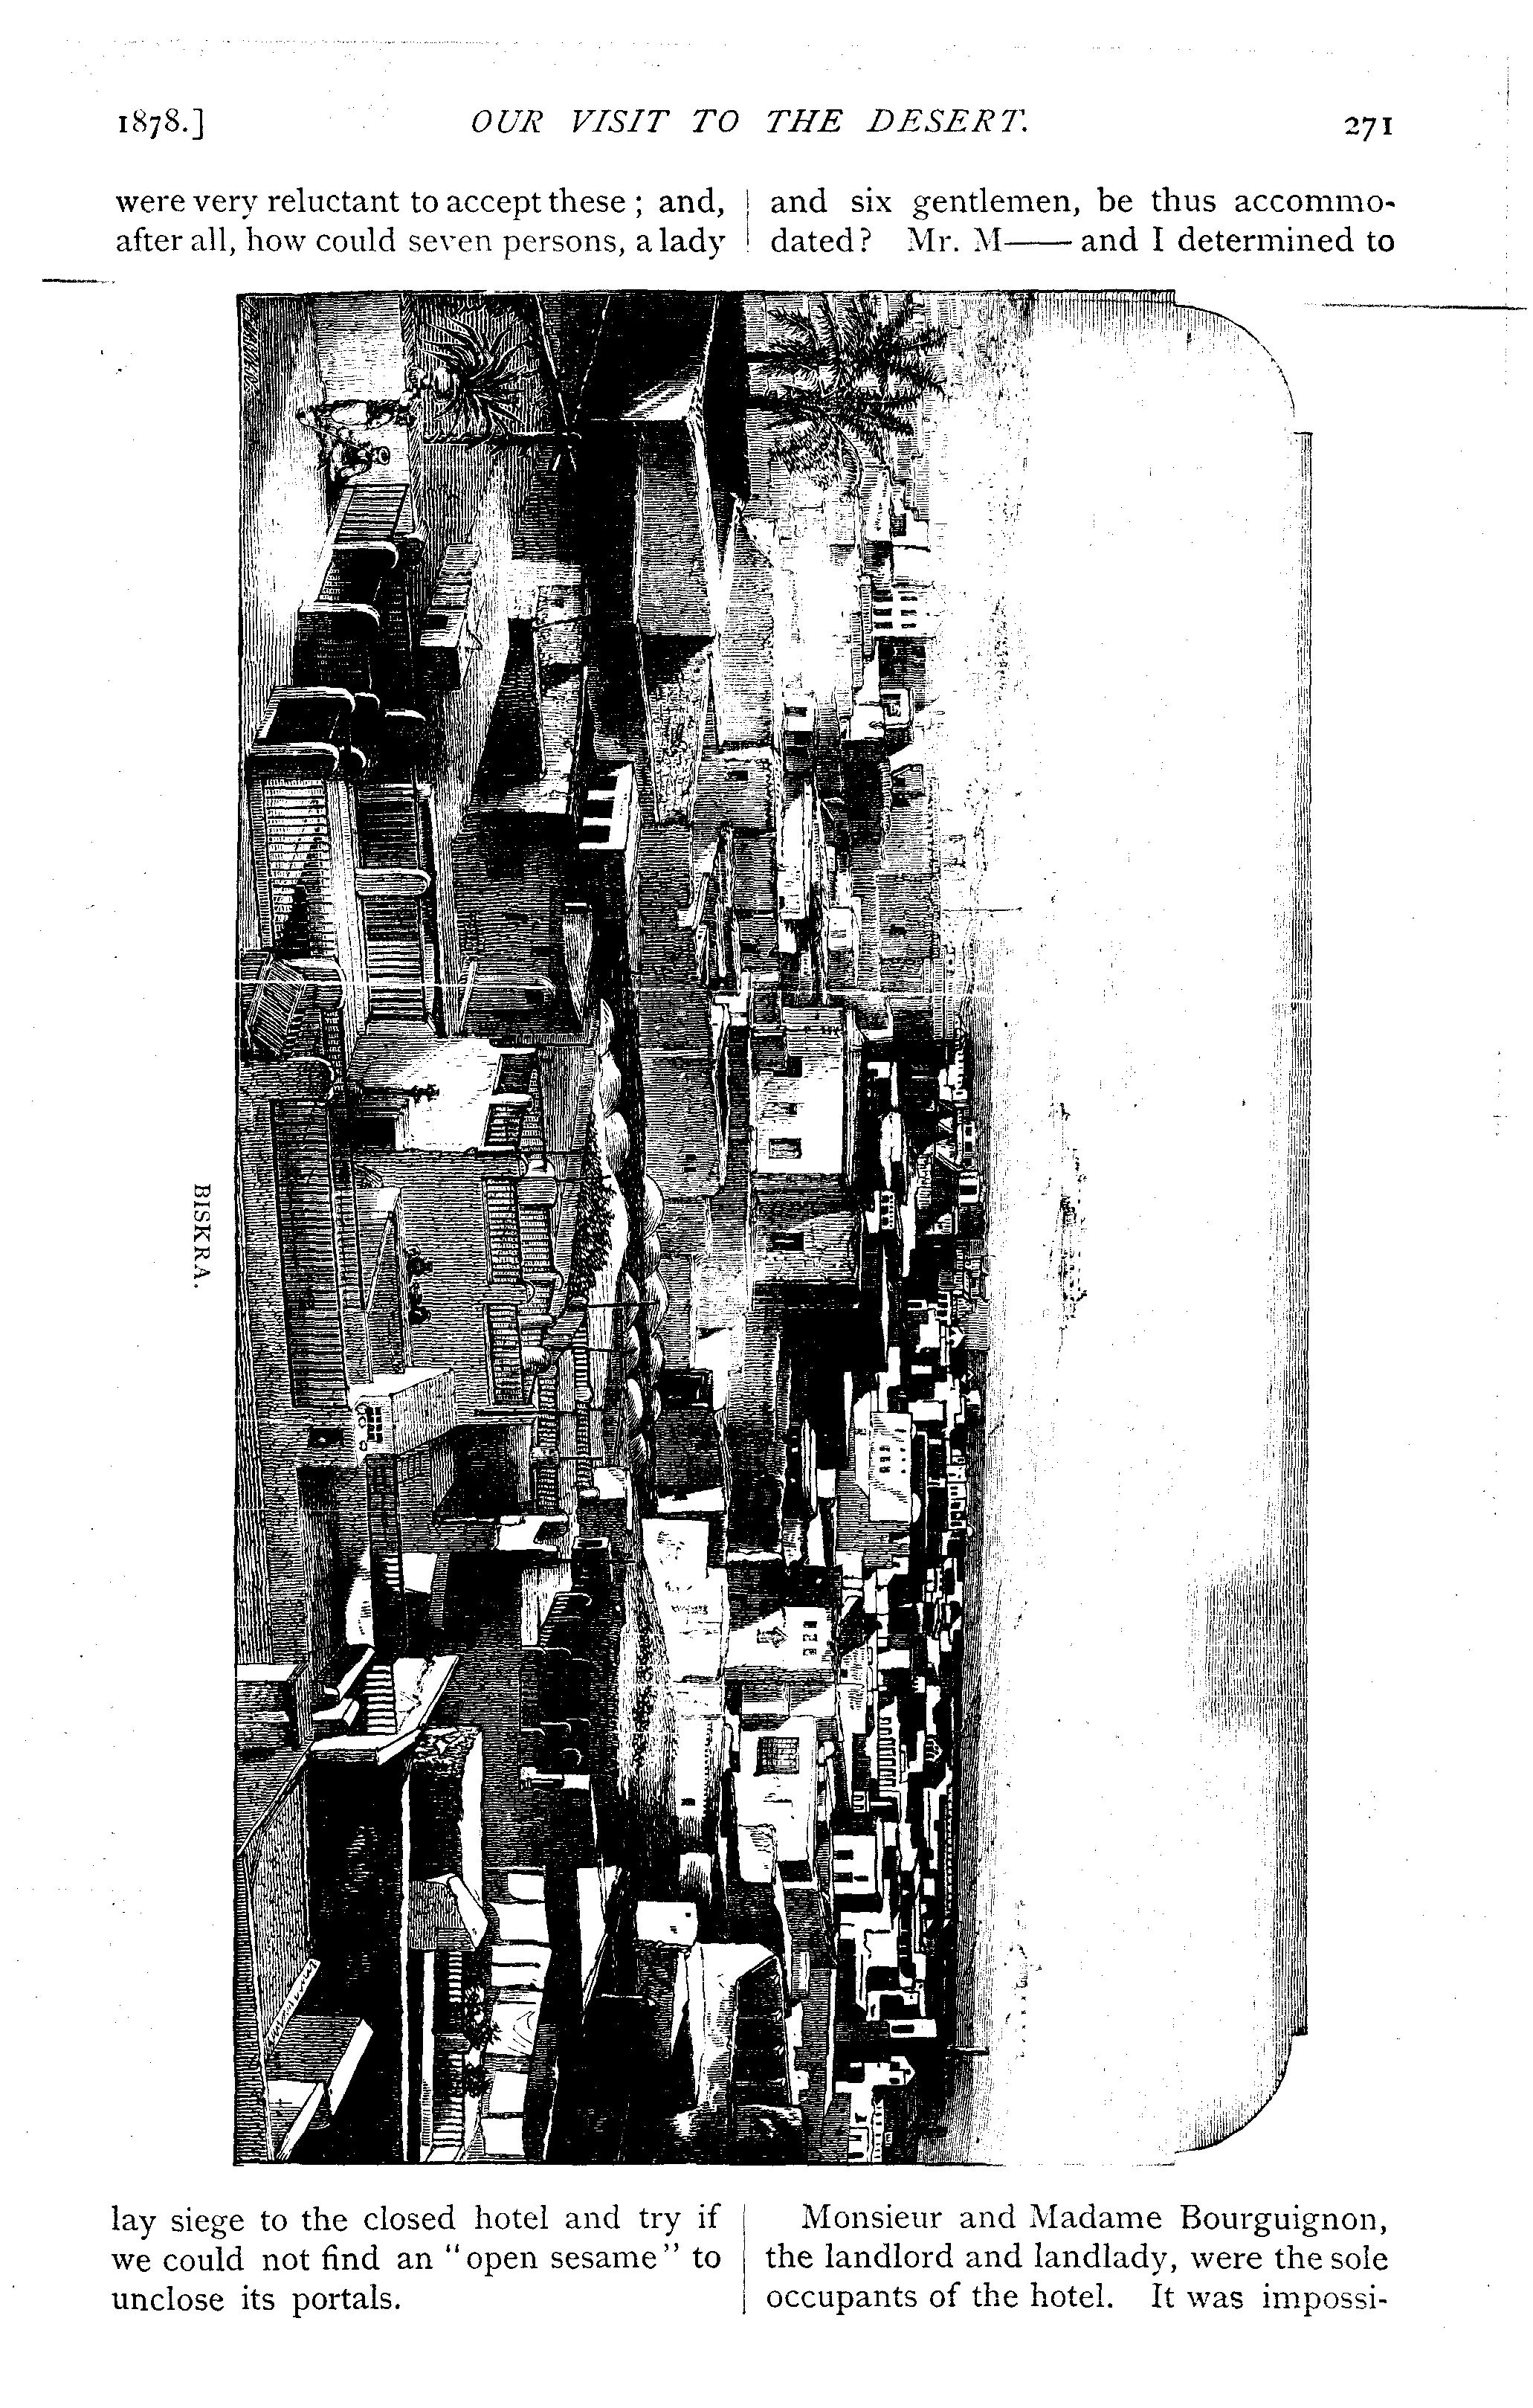 1878.] OUR VISIT TO THE DESERT. 271
were very reluctant to accept these ; and,
after all, how could seven persons, a lady
and six gentlemen, be thus accommo-
dated? Mr. M—— and I determined to
BISKRA.
lay siege to the closed hotel and try if
we could not find an "open sesame" to
unclose its portals.
Monsieur and Madame Bourguignon,
the landlord and landlady, were the sole
occupants of the hotel. It was impossi-